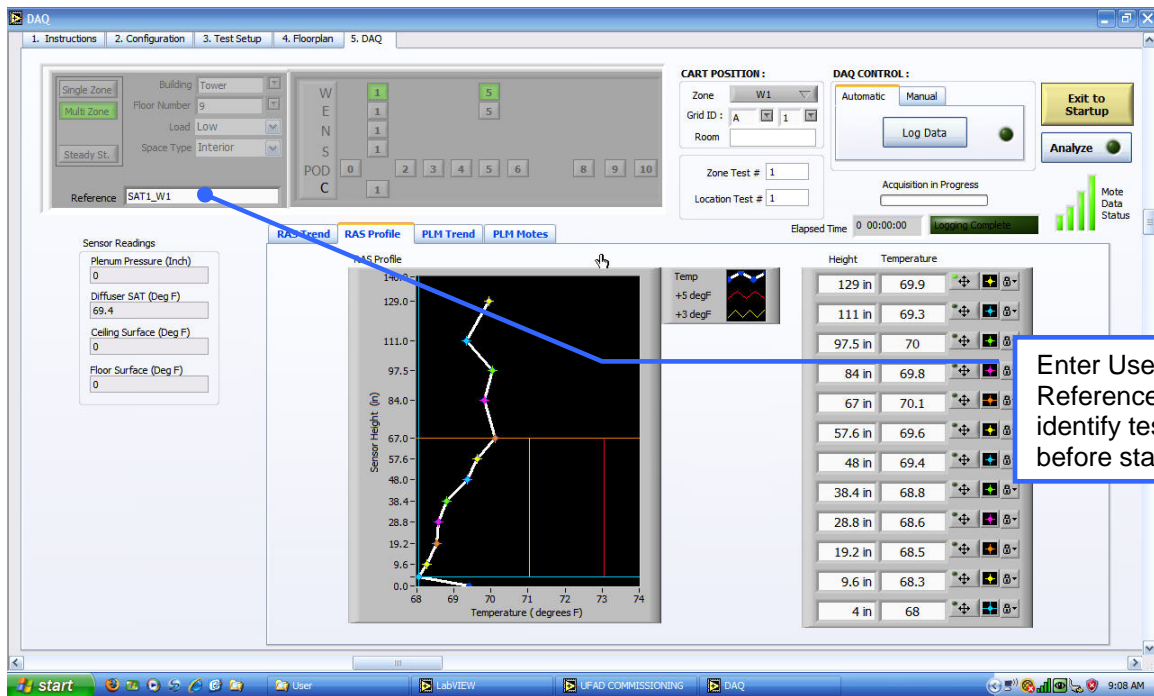 DAQ
1. Instructions 2. Configuration 3. Test Setup 4. Floorplan 5. DAQ
Single Zone
Multi Zone
Steady St.
Building Tower
Floor Number 9
Load Low
Space Type Interior
Reference SAT1_W1
W 1 5
E 1 5
N 1
S 1
POD 0 2 3 4 5 6 8 9 10
C 1
CART POSITION :
Zone W1
Grid ID : A 1
Room
Zone Test # 1
Location Test # 1
DAQ CONTROL :
Automatic Manual
Log Data
Acquisition in Progress
Elapsed Time 0 00:00:00 Logging Complete
Exit to
Startup
Analyze
Mote
Data
Status
Sensor Readings
Plenum Pressure (Inch)
0
Diffuser SAT (Deg F)
69.4
Ceiling Surface (Deg F)
0
Floor Surface (Deg F)
0
RAS Trend RAS Profile PLM Trend PLM Motes
RAS Profile
Temp
+5 degF
+3 degF
Sensor Height (in)
140.0
129.0
111.0
97.5
84.0
67.0
57.6
48.0
38.4
28.8
19.2
9.6
0.0
68 69 70 71 72 73 74
Temperature ( degrees F)
Height Temperature
129 in 69.9
111 in 69.3
97.5 in 70
84 in 69.8
67 in 70.1
57.6 in 69.6
48 in 69.4
38.4 in 68.8
28.8 in 68.6
19.2 in 68.5
9.6 in 68.3
4 in 68
Enter Use
Reference
identify tes
before sta
start User LabVIEW UFAD COMMISSIONING DAQ 9:08 AM